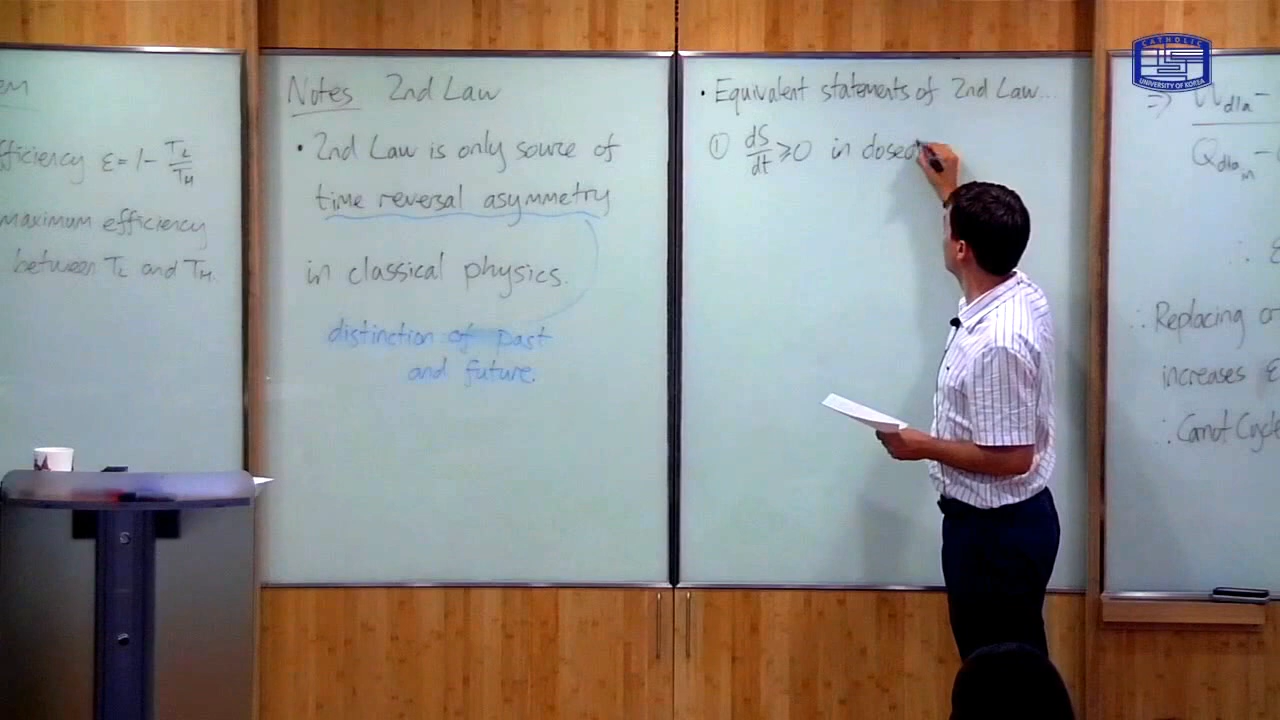 efficiency ε = 1 - T_L/T_H
maximum efficiency
between T_L and T_H.
Notes 2nd Law
• 2nd Law is only source of
time reversal asymmetry
in classical physics.
distinction of past
and future.
• Equivalent statements of 2nd Law...
① dS/dt ≥ 0 in closed
∴ Replacing
increases ε
∴ Carnot Cycle
CATHOLIC
UNIVERSITY OF KOREA